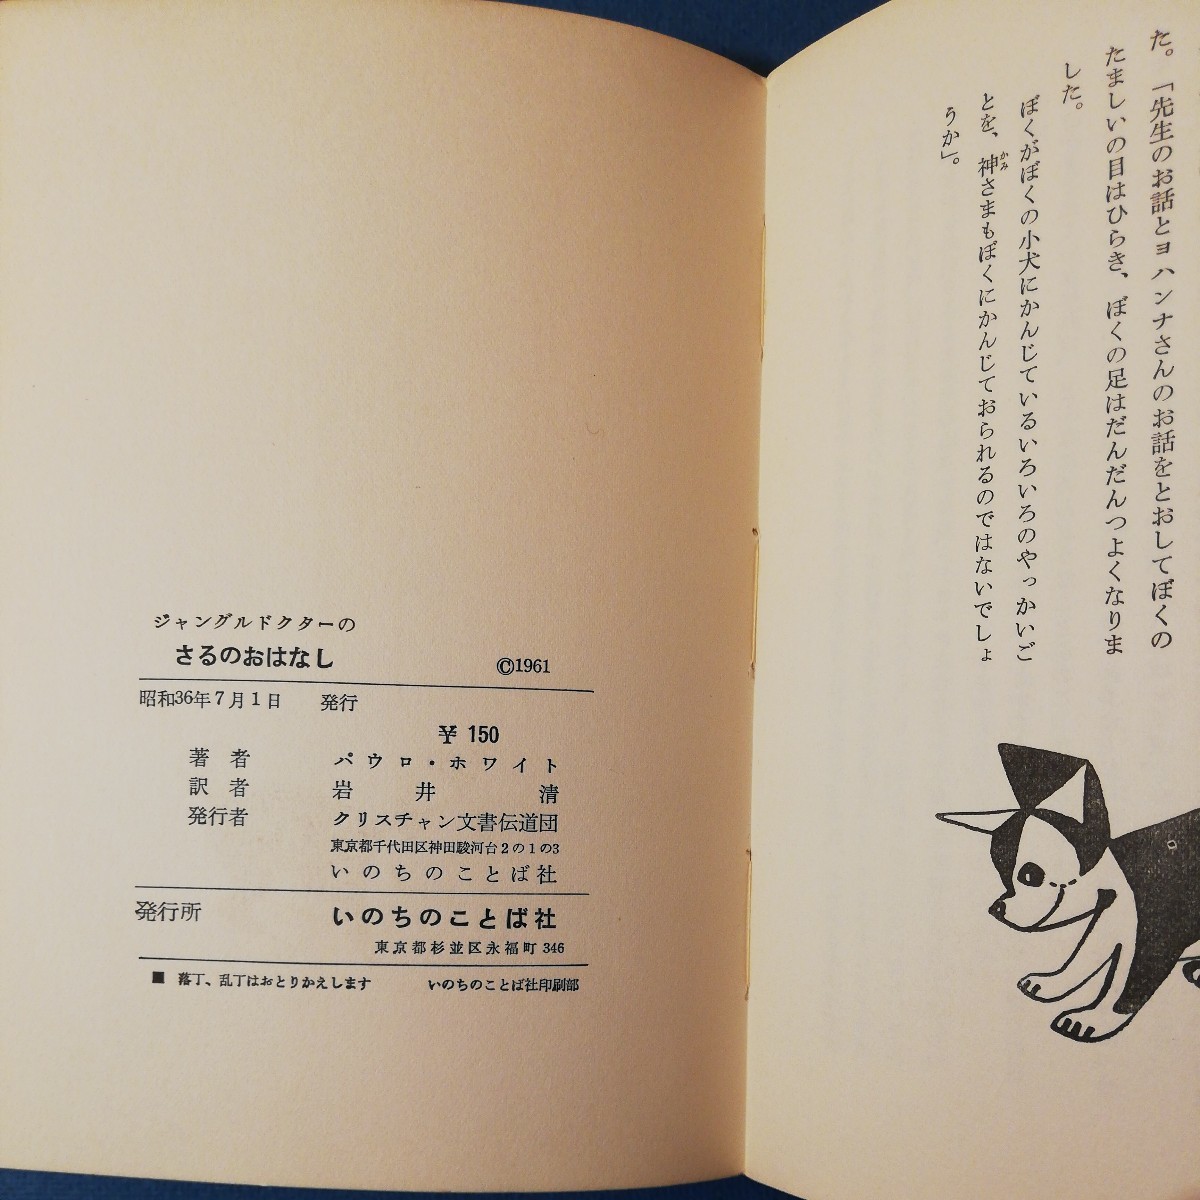 た。「先生のお話とヨハンナさんのお話をとおしてぼくの
たましいの目はひらき、ぼくの足はだんだんつよくなりま
した。
ぼくがぼくの小犬にかんじているいろいろのやっかいご
とを、神さまもぼくにかんじておられるのではないでしょ
かみ
うか」。
ジャングルドクターの
さるのおはなし ©1961
昭和36年7月1日 発行
¥150
著者 パウロ・ホワイト
訳者 岩井清
発行者 クリスチャン文書伝道団
東京都千代田区神田駿河台2の1の3
いのちのことば社
発行所 いのちのことば社
東京都杉並区永福町346
■ 落丁、乱丁はおとりかえします いのちのことば社印刷部